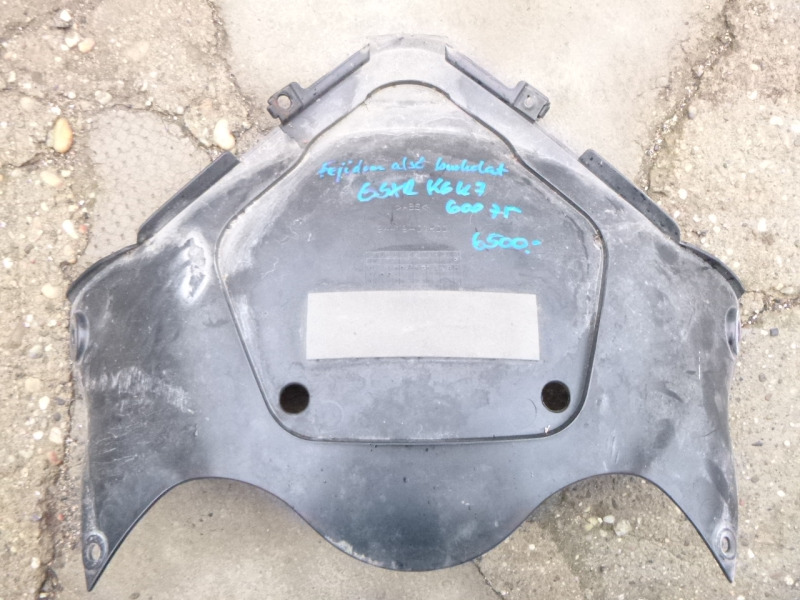 Fejidom alsó burkolat
GSXR K6 K7
600 75
6500.-